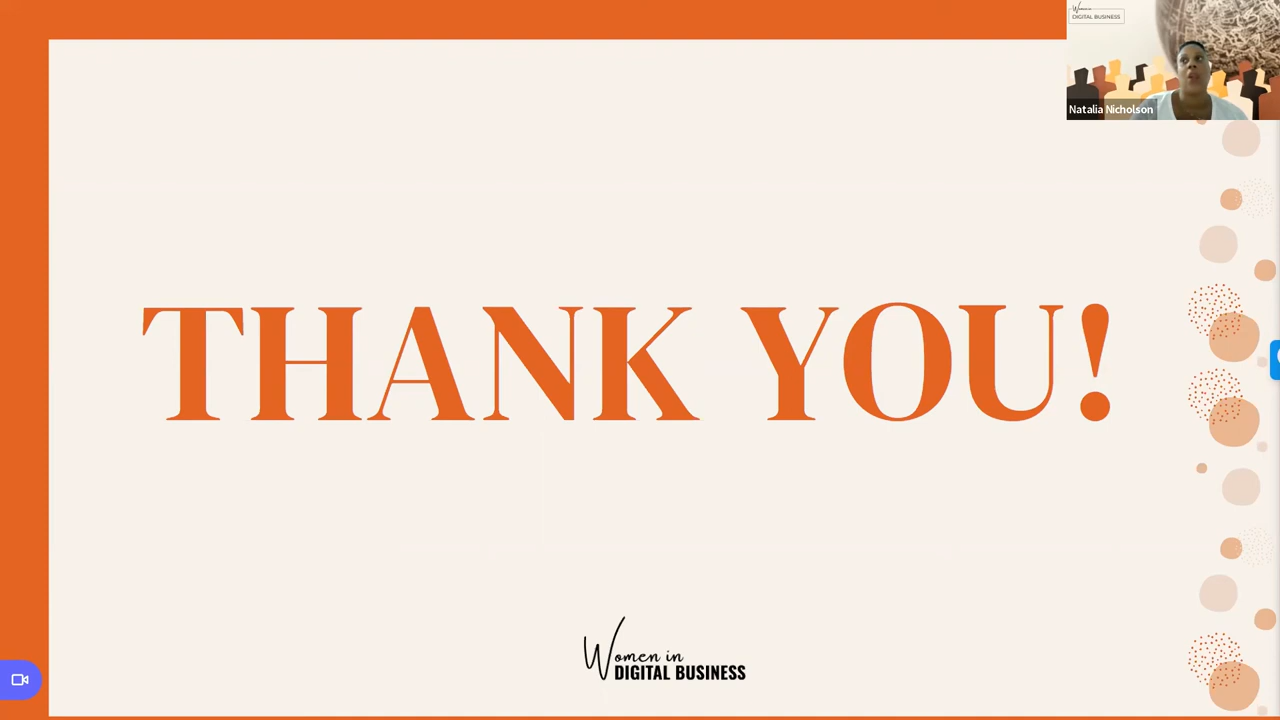 Women in
DIGITAL BUSINESS
Natalia Nicholson
THANK YOU!
Women in
DIGITAL BUSINESS